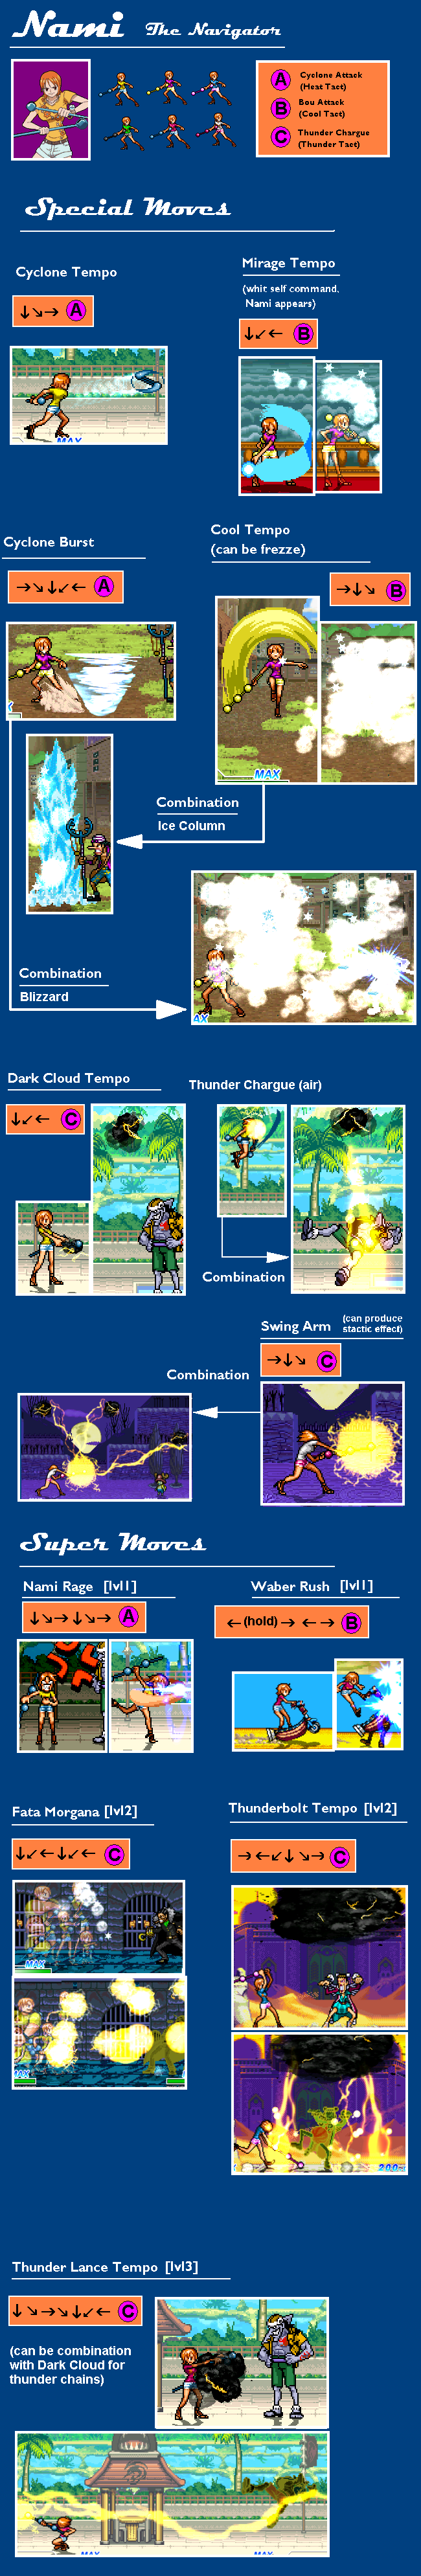 Nami The Navigator
A Cyclone Attack
(Heat Tact)
B Bou Attack
(Cool Tact)
C Thunder Chargue
(Thunder Tact)
Special Moves
Cyclone Tempo
↓↘→ A
MAX
Mirage Tempo
(whit self command,
Nami appears)
↓↙← B
Cyclone Burst
→↘↓↙← A
Cool Tempo
(can be frezze)
→↓↘ B
MAX
Combination
Ice Column
Combination
Blizzard
AX
Dark Cloud Tempo
↓↙← C
Thunder Chargue (air)
Combination
Swing Arm (can produce
stactic effect)
→↓↘ C
Combination
Super Moves
Nami Rage [lvl1]
↓↘→↓↘→ A
Waber Rush [lvl1]
← (hold) → ← → B
Fata Morgana [lvl2]
↓↙←↓↙← C
MAX
Thunderbolt Tempo [lvl2]
→←↙↓↘→ C
Thunder Lance Tempo [lvl3]
↓↘→↘↓↙← C
(can be combination
with Dark Cloud for
thunder chains)